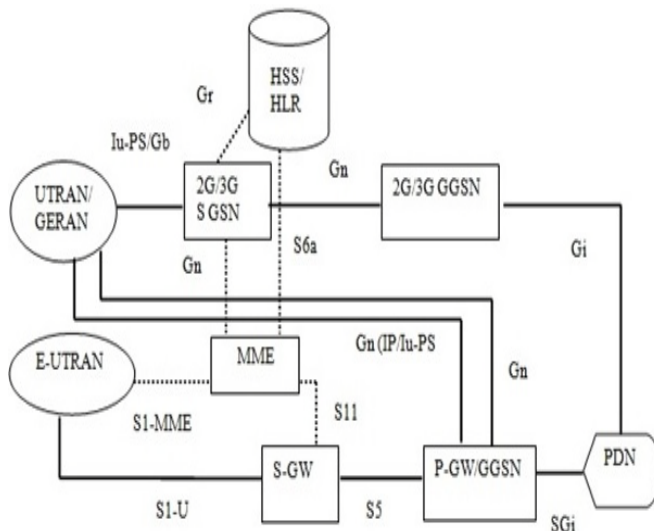 HSS/
HLR
Gr
Iu-PS/Gb
Gn
UTRAN/
GERAN
2G/3G
S GSN
2G/3G GGSN
Gn
S6a
Gi
Gn (IP/Iu-PS
Gn
E-UTRAN
MME
S1-MME
S11
S-GW
P-GW/GGSN
PDN
S1-U
S5
SGi